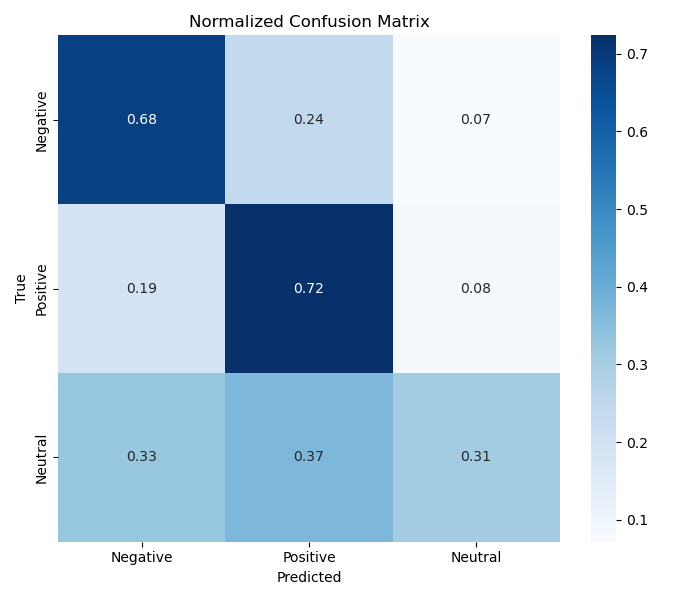 Normalized Confusion Matrix
Negative
0.68 0.24 0.07
True
Positive
0.19 0.72 0.08
Neutral
0.33 0.37 0.31
Negative Positive Neutral
Predicted
0.7
0.6
0.5
0.4
0.3
0.2
0.1